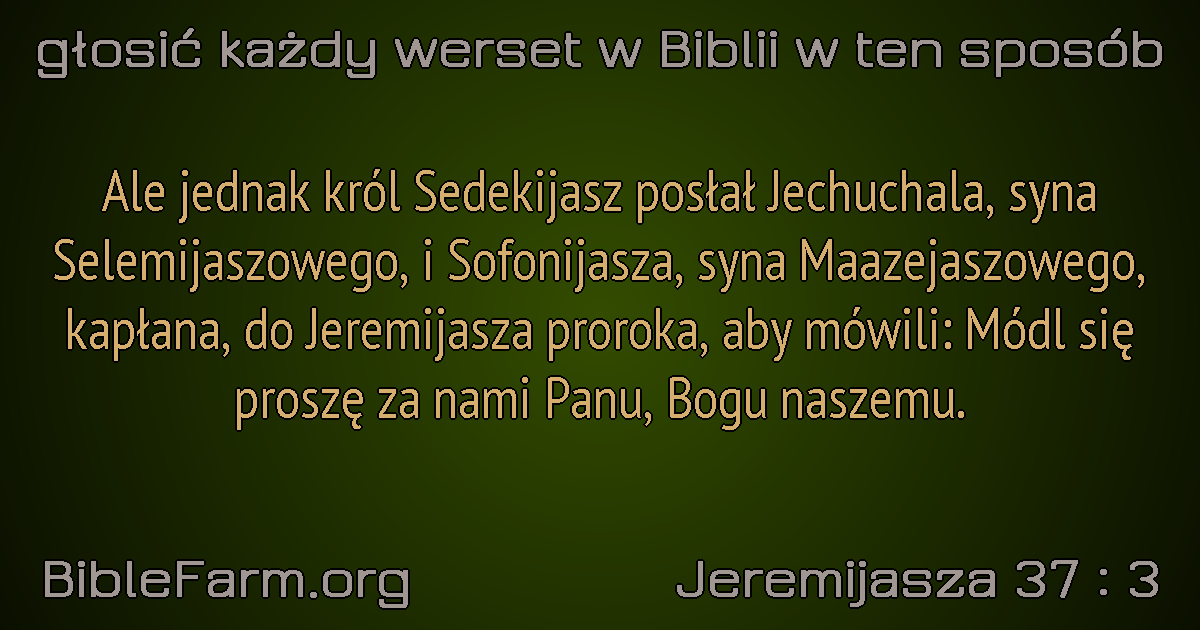 głosić każdy werset w Biblii w ten sposób
Ale jednak król Sedekijasz posłał Jechuchala, syna
Selemijaszowego, i Sofonijasza, syna Maazejaszowego,
kapłana, do Jeremijasza proroka, aby mówili: Módl się
proszę za nami Panu, Bogu naszemu.
BibleFarm.org
Jeremijasza 37 : 3